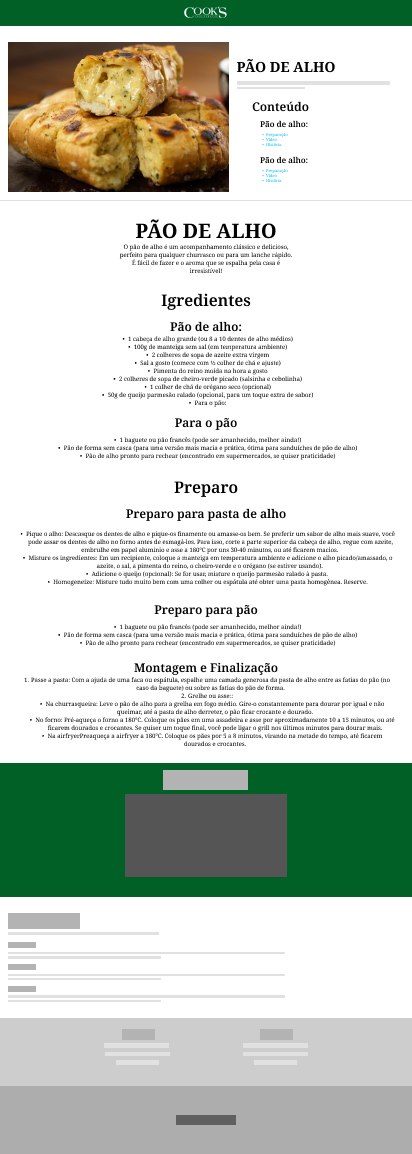 COOK'S
PÃO DE ALHO
Conteúdo
Pão de alho:
• Preparação
• Vídeo
• História
Pão de alho:
• Preparação
• Vídeo
• História
PÃO DE ALHO
O pão de alho é um acompanhamento clássico e delicioso,
perfeito para qualquer churrasco ou para um lanche rápido.
É fácil de fazer e o aroma que se espalha pela casa é
irresistível!
Igredientes
Pão de alho:
• 1 cabeça de alho grande (ou 8 a 10 dentes de alho médios)
• 100g de manteiga sem sal (em temperatura ambiente)
• 2 colheres de sopa de azeite extra virgem
• Sal a gosto (comece com ½ colher de chá e ajuste)
• Pimenta do reino moída na hora a gosto
• 2 colheres de sopa de cheiro-verde picado (salsinha e cebolinha)
• 1 colher de chá de orégano seco (opcional)
• 50g de queijo parmesão ralado (opcional, para um toque extra de sabor)
• Para o pão:
Para o pão
• 1 baguete ou pão francês (pode ser amanhecido, melhor ainda!)
• Pão de forma sem casca (para uma versão mais macia e prática, ótima para sanduíches de pão de alho)
• Pão de alho pronto para rechear (encontrado em supermercados, se quiser praticidade)
Preparo
Preparo para pasta de alho
• Pique o alho: Descasque os dentes de alho e pique-os finamente ou amasse-os bem. Se preferir um sabor de alho mais suave, você
pode assar os dentes de alho no forno antes de esmagá-los. Para isso, corte a parte superior da cabeça de alho, regue com azeite,
embrulhe em papel alumínio e asse a 180°C por uns 30-40 minutos, ou até ficarem macios.
• Misture os ingredientes: Em um recipiente, coloque a manteiga em temperatura ambiente e adicione o alho picado/amassado, o
azeite, o sal, a pimenta do reino, o cheiro-verde e o orégano (se estiver usando).
• Adicione o queijo (opcional): Se for usar, misture o queijo parmesão ralado à pasta.
• Homogeneíze: Misture tudo muito bem com uma colher ou espátula até obter uma pasta homogênea. Reserve.
Preparo para pão
• 1 baguete ou pão francês (pode ser amanhecido, melhor ainda!)
• Pão de forma sem casca (para uma versão mais macia e prática, ótima para sanduíches de pão de alho)
• Pão de alho pronto para rechear (encontrado em supermercados, se quiser praticidade)
Montagem e Finalização
1. Passe a pasta: Com a ajuda de uma faca ou espátula, espalhe uma camada generosa da pasta de alho entre as fatias do pão (no
caso da baguete) ou sobre as fatias do pão de forma.
2. Grelhe ou asse::
• Na churrasqueira: Leve o pão de alho para a grelha em fogo médio. Gire-o constantemente para dourar por igual e não
queimar, até a pasta de alho derreter, o pão ficar crocante e dourado.
• No forno: Pré-aqueça o forno a 180°C. Coloque os pães em uma assadeira e asse por aproximadamente 10 a 15 minutos, ou até
ficarem dourados e crocantes. Se quiser um toque final, você pode ligar o grill nos últimos minutos para dourar mais.
• Na airfryerPreaqueça a airfryer a 180°C. Coloque os pães por 5 a 8 minutos, virando na metade do tempo, até ficarem
dourados e crocantes.